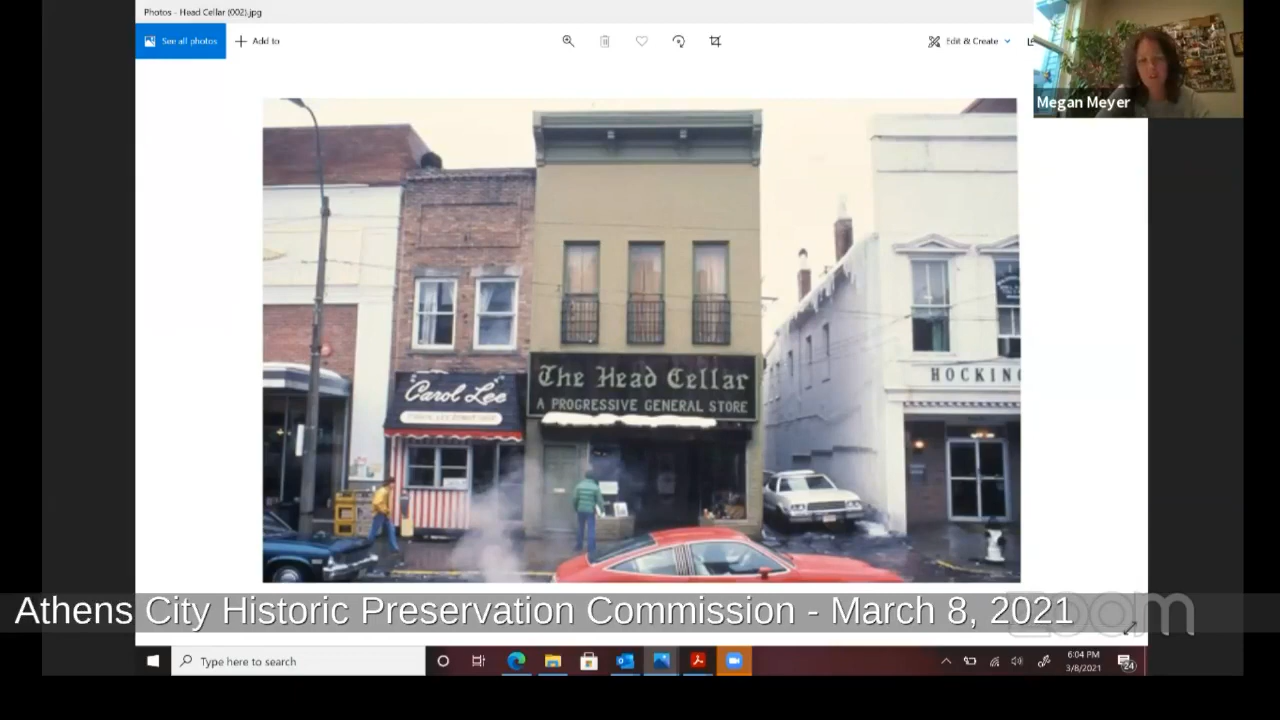 Photos - Head Cellar (002).jpg
See all photos
Add to
Edit & Create
Megan Meyer
Carol Lee
The Head Cellar
A PROGRESSIVE GENERAL STORE
HOCKING
Athens City Historic Preservation Commission - March 8, 2021
zoom
Type here to search
6:04 PM
3/8/2021
24